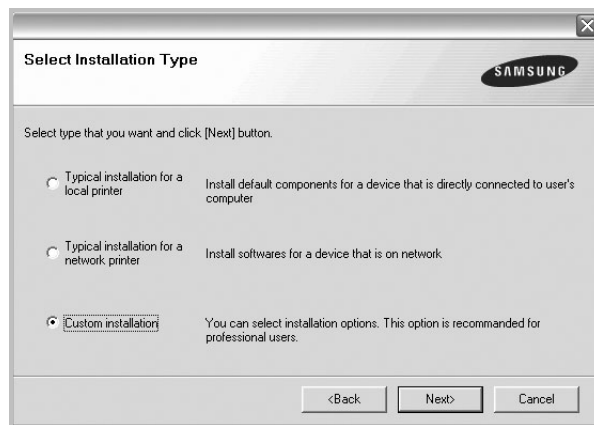 Select Installation Type
SAMSUNG
Select type that you want and click [Next] button.
Typical installation for a
local printer
Install default components for a device that is directly connected to user's
computer
Typical installation for a
network printer
Install softwares for a device that is on network
Custom installation
You can select installation options. This option is recommanded for
professional users.
<Back
Next>
Cancel